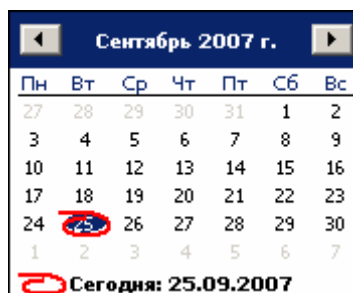 Сентябрь 2007 г.
Пн Вт Ср Чт Пт Сб Вс
27 28 29 30 31 1 2
3 4 5 6 7 8 9
10 11 12 13 14 15 16
17 18 19 20 21 22 23
24 25 26 27 28 29 30
1 2 3 4 5 6 7
Сегодня: 25.09.2007